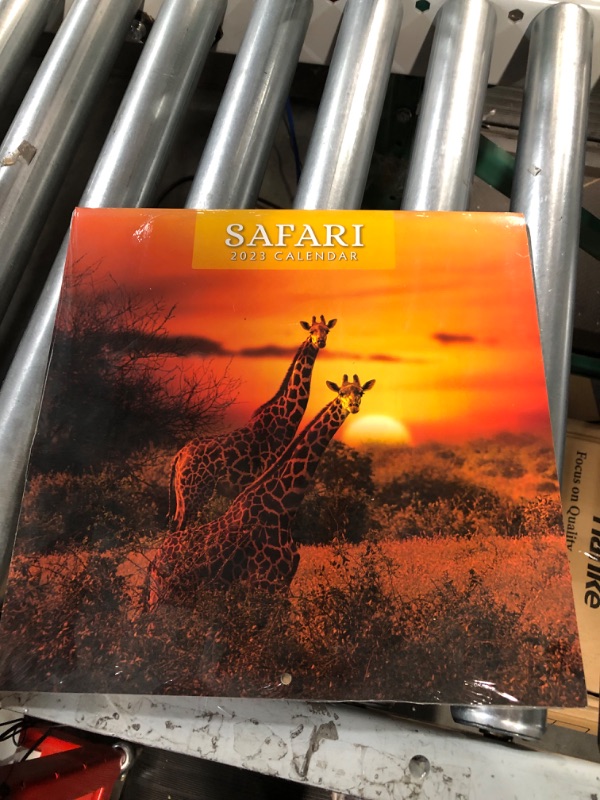 SAFARI
2023 CALENDAR
Focus on Quality